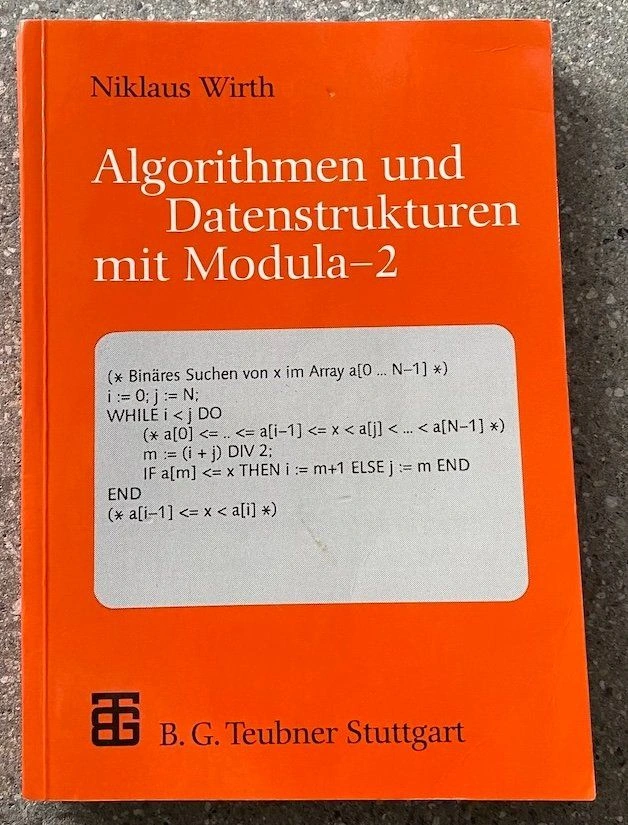 Niklaus Wirth
Algorithmen und
Datenstrukturen
mit Modula–2
(* Binäres Suchen von x im Array a[0 ... N–1] *)
i := 0; j := N;
WHILE i < j DO
(* a[0] <= .. <= a[i–1] <= x < a[j] < ... < a[N–1] *)
m := (i + j) DIV 2;
IF a[m] <= x THEN i := m+1 ELSE j := m END
END
(* a[i–1] <= x < a[i] *)
B. G. Teubner Stuttgart